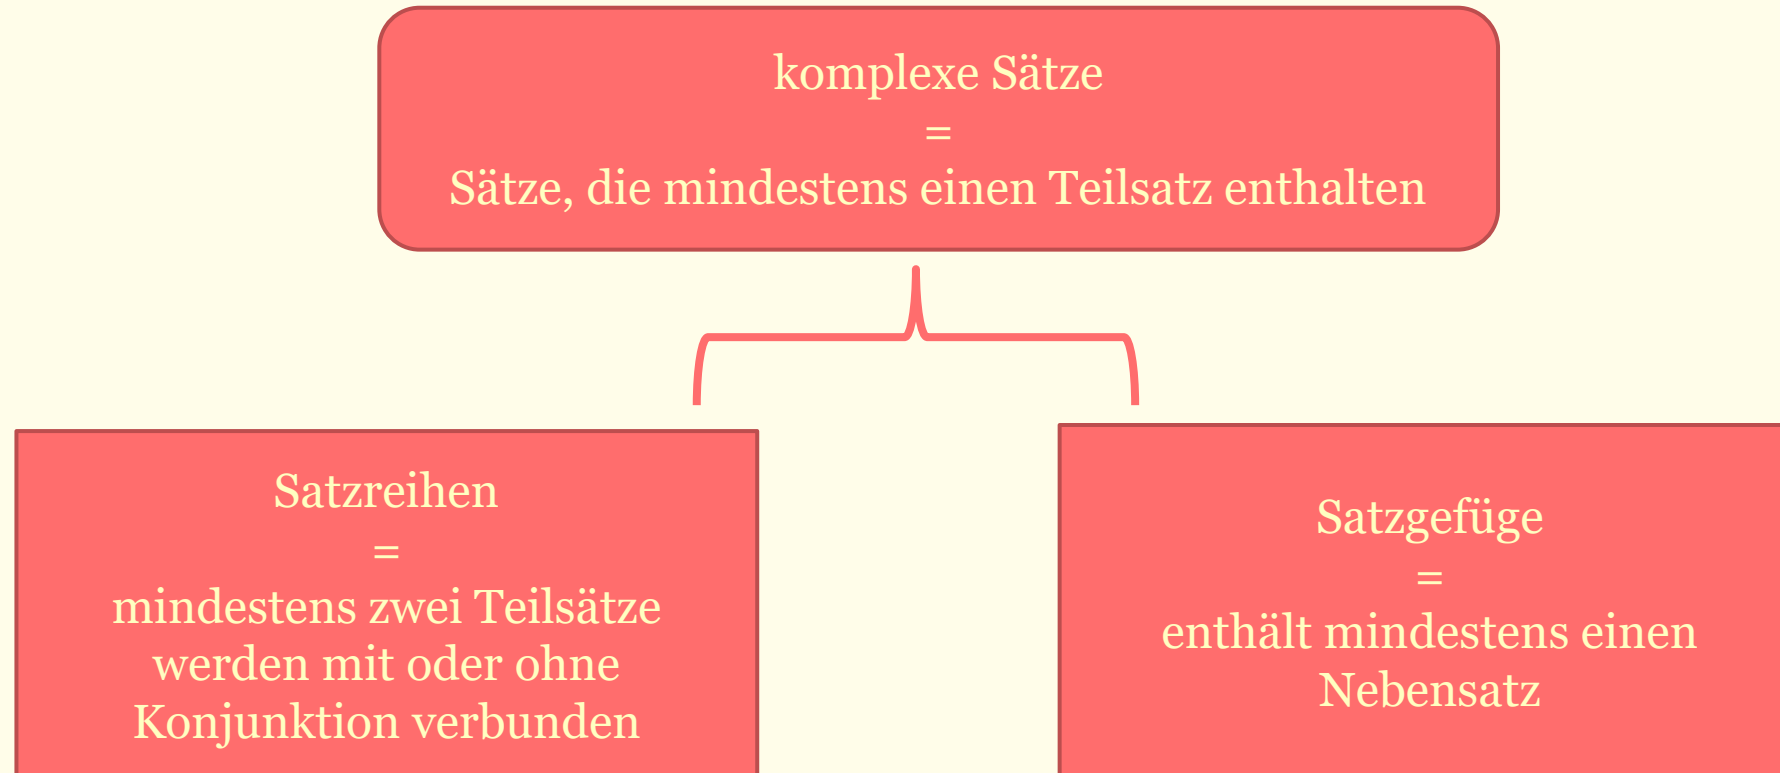 komplexe Sätze
=
Sätze, die mindestens einen Teilsatz enthalten
Satzreihen
=
mindestens zwei Teilsätze
werden mit oder ohne
Konjunktion verbunden
Satzgefüge
=
enthält mindestens einen
Nebensatz